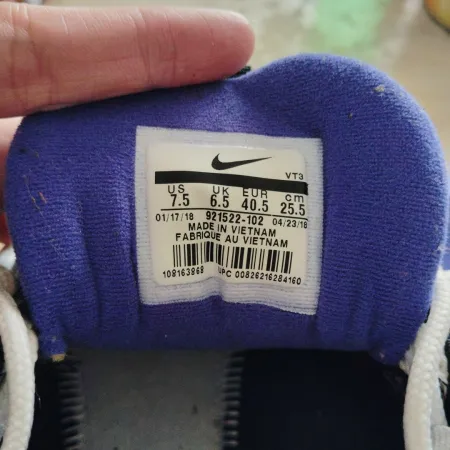 VT3
US UK EUR cm
7.5 6.5 40.5 25.5
01/17/18 921522-102 04/23/18
MADE IN VIETNAM
FABRIQUE AU VIETNAM
109163868 UPC 00826216284160